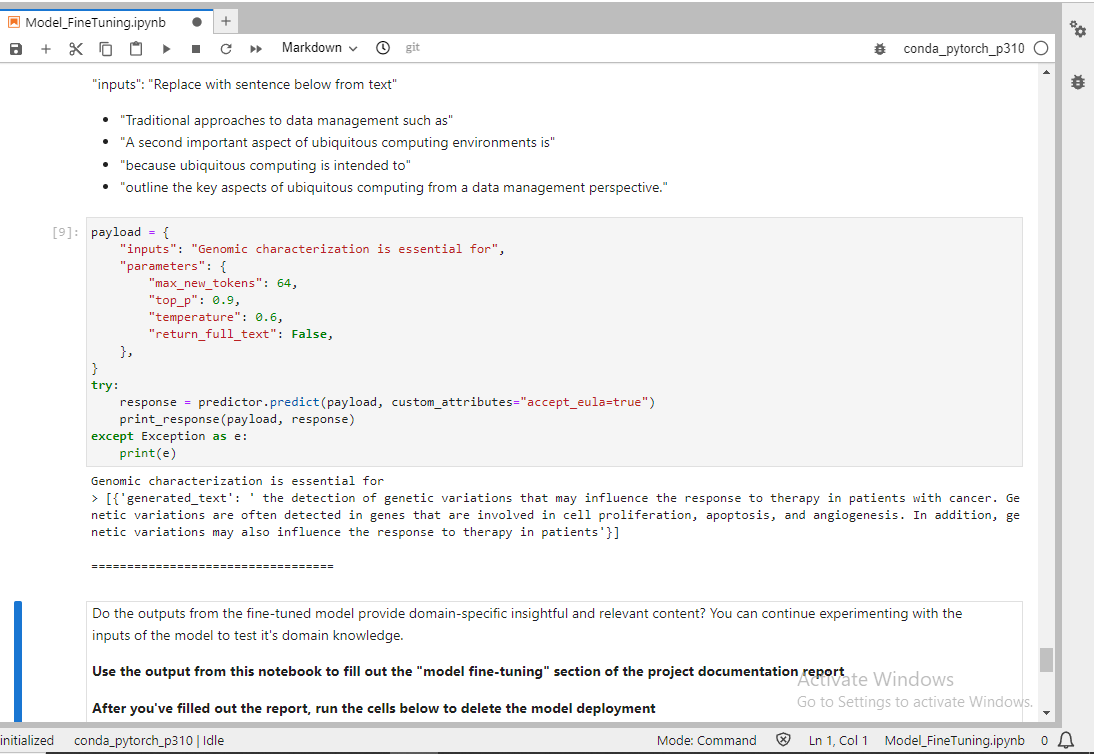 Model_FineTuning.ipynb
Markdown git conda_pytorch_p310
"inputs": "Replace with sentence below from text"
• "Traditional approaches to data management such as"
• "A second important aspect of ubiquitous computing environments is"
• "because ubiquitous computing is intended to"
• "outline the key aspects of ubiquitous computing from a data management perspective."
[9]: payload = {
    "inputs": "Genomic characterization is essential for",
    "parameters": {
        "max_new_tokens": 64,
        "top_p": 0.9,
        "temperature": 0.6,
        "return_full_text": False,
    },
}
try:
    response = predictor.predict(payload, custom_attributes="accept_eula=true")
    print_response(payload, response)
except Exception as e:
    print(e)
Genomic characterization is essential for
> [{'generated_text': ' the detection of genetic variations that may influence the response to therapy in patients with cancer. Ge
netic variations are often detected in genes that are involved in cell proliferation, apoptosis, and angiogenesis. In addition, ge
netic variations may also influence the response to therapy in patients'}]
==================================
Do the outputs from the fine-tuned model provide domain-specific insightful and relevant content? You can continue experimenting with the
inputs of the model to test it's domain knowledge.
Use the output from this notebook to fill out the "model fine-tuning" section of the project documentation report
Activate Windows
Go to Settings to activate Windows.
After you've filled out the report, run the cells below to delete the model deployment
nitialized conda_pytorch_p310 | Idle Mode: Command Ln 1, Col 1 Model_FineTuning.ipynb 0